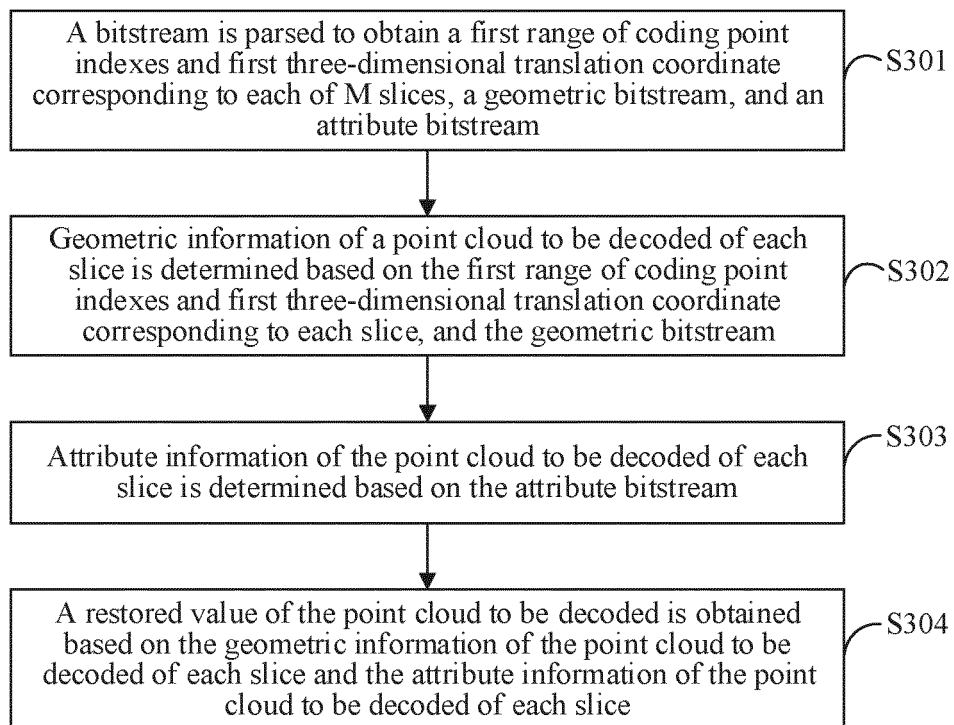 A bitstream is parsed to obtain a first range of coding point
indexes and first three-dimensional translation coordinate
corresponding to each of M slices, a geometric bitstream, and an
attribute bitstream
S301
Geometric information of a point cloud to be decoded of each
slice is determined based on the first range of coding point
indexes and first three-dimensional translation coordinate
corresponding to each slice, and the geometric bitstream
S302
Attribute information of the point cloud to be decoded of each
slice is determined based on the attribute bitstream
S303
A restored value of the point cloud to be decoded is obtained
based on the geometric information of the point cloud to be
decoded of each slice and the attribute information of the point
cloud to be decoded of each slice
S304